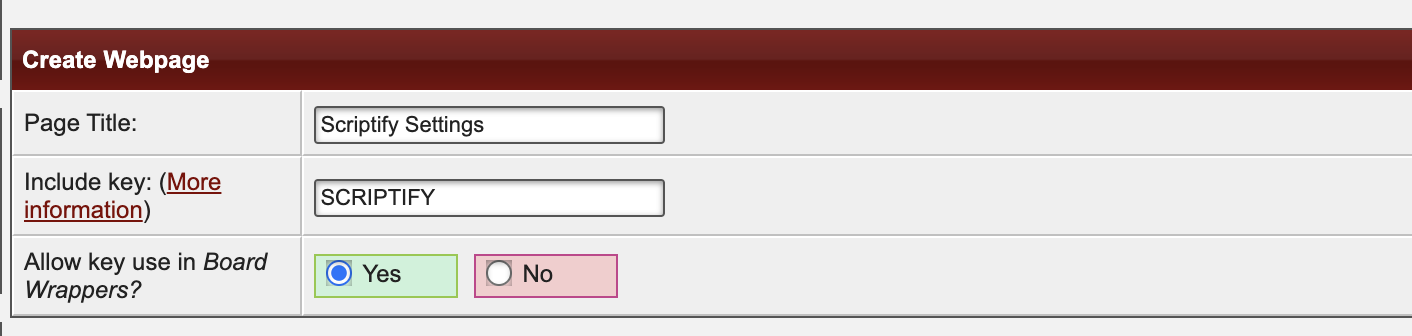 Create Webpage
Page Title:
Scriptify Settings
Include key: (More
information)
SCRIPTIFY
Allow key use in Board
Wrappers?
Yes
No